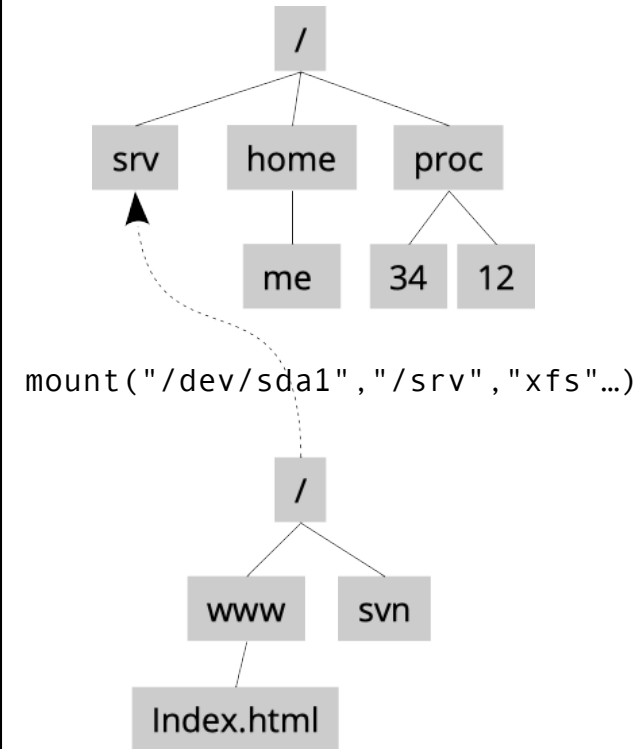 /
srv home proc
me 34 12
mount("/dev/sda1","/srv","xfs"…)
/
www svn
Index.html